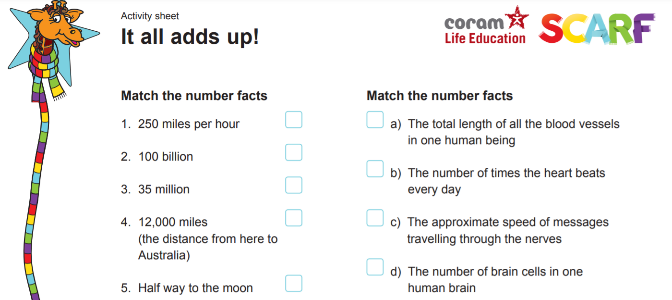 Activity sheet
It all adds up!
coram
Life Education
SCARF
Match the number facts
1. 250 miles per hour
2. 100 billion
3. 35 million
4. 12,000 miles
(the distance from here to
Australia)
5. Half way to the moon
Match the number facts
a) The total length of all the blood vessels
in one human being
b) The number of times the heart beats
every day
c) The approximate speed of messages
travelling through the nerves
d) The number of brain cells in one
human brain